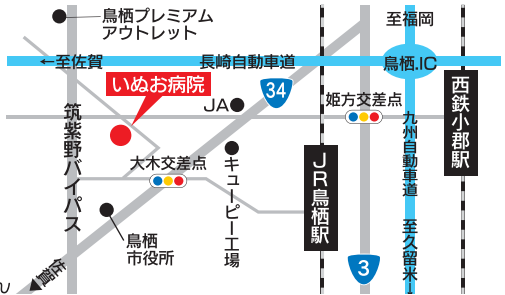 鳥栖プレミアム
アウトレット
至福岡
←至佐賀
長崎自動車道
鳥栖.IC
いぬお病院
34
JA
姫方交差点
西鉄小郡駅
筑紫野バイパス
大木交差点
キューピー工場
JR鳥栖駅
九州自動車道
鳥栖
市役所
至久留米→
佐賀
3